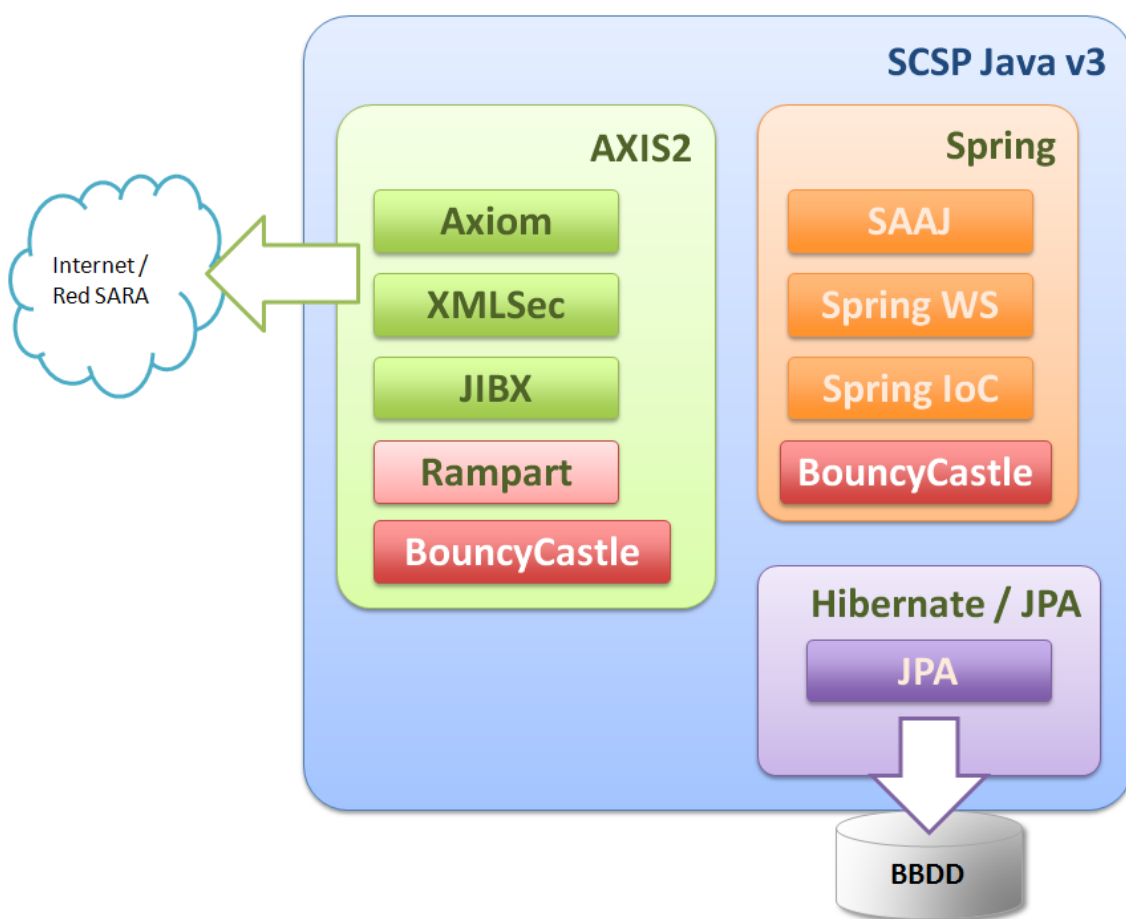 SCSP Java v3
AXIS2
Axiom
XMLSec
JIBX
Rampart
BouncyCastle
Spring
SAAJ
Spring WS
Spring IoC
BouncyCastle
Hibernate / JPA
JPA
Internet /
Red SARA
BBDD